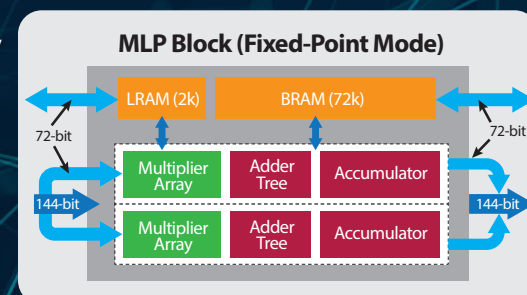 MLP Block (Fixed-Point Mode)
LRAM (2k)
BRAM (72k)
72-bit
72-bit
Multiplier
Array
Adder
Tree
Accumulator
144-bit
144-bit
Multiplier
Array
Adder
Tree
Accumulator